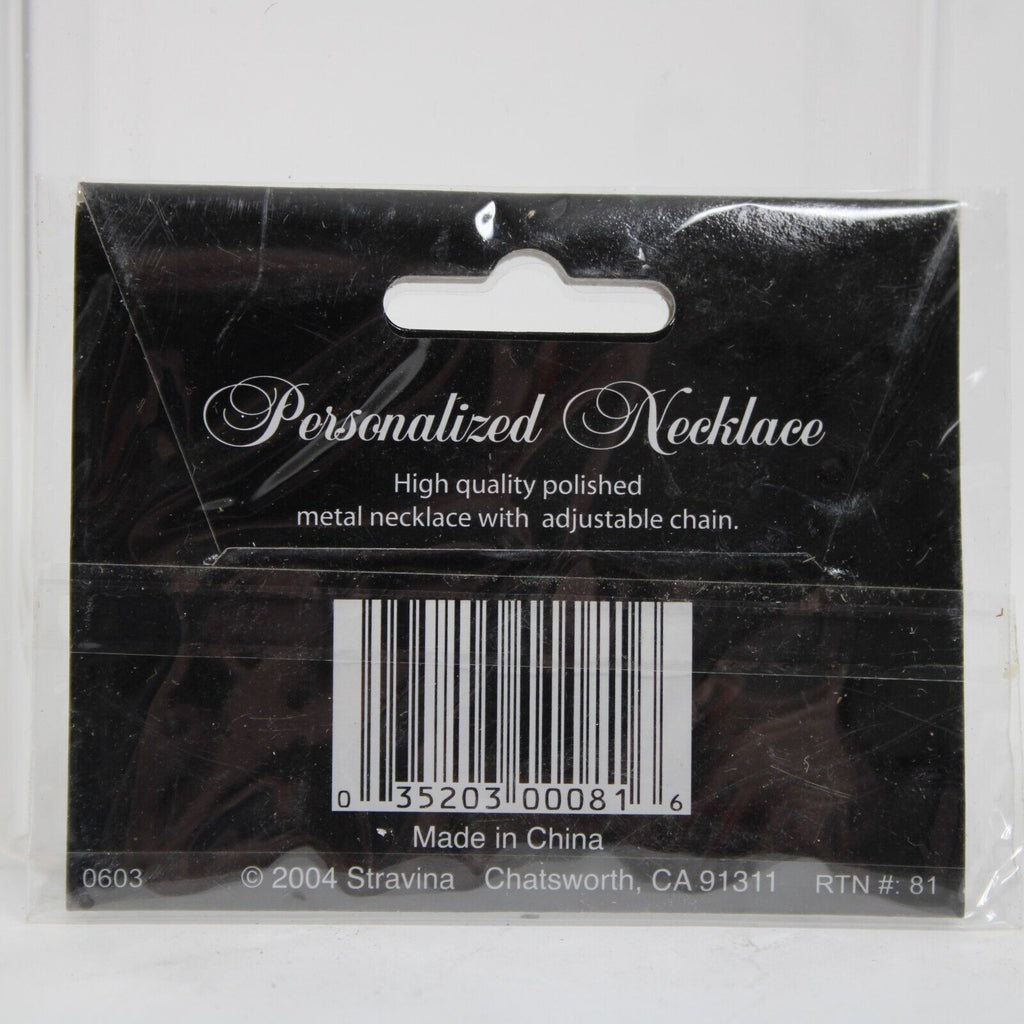 Personalized Necklace
High quality polished
metal necklace with adjustable chain.
0 35203 00081 6
Made in China
0603 © 2004 Stravina Chatsworth, CA 91311 RTN #: 81